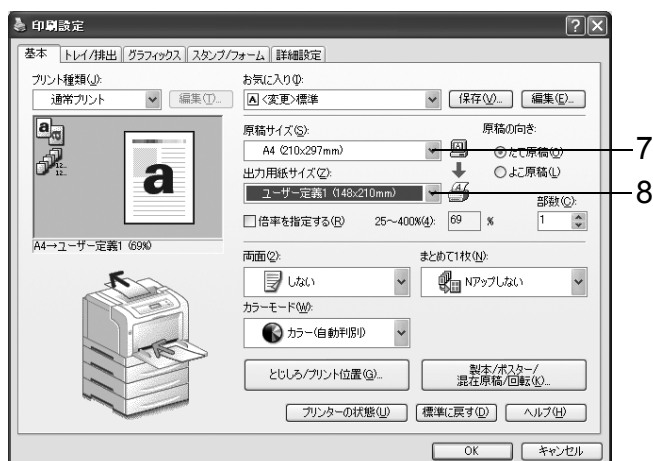 印刷設定
基本 トレイ/排出 グラフィックス スタンプ/フォーム 詳細設定
プリント種類(J):
通常プリント 編集(T)...
お気に入り(I):
A <変更>標準 保存(V)... 編集(E)...
原稿サイズ(S):
A4 (210x297mm)
原稿の向き:
たて原稿(O)
よこ原稿(L)
7
出力用紙サイズ(Z):
ユーザー定義1 (148x210mm)
8
倍率を指定する(R) 25～400%(4): 69 %
部数(C):
1
a
A4→ユーザー定義1 (69%)
両面(2):
しない
まとめて1枚(N):
Nアップしない
カラーモード(W):
カラー(自動判別)
とじしろ/プリント位置(G)...
製本/ポスター/
混在原稿/回転(K)...
プリンターの状態(U) 標準に戻す(D) ヘルプ(H)
OK キャンセル